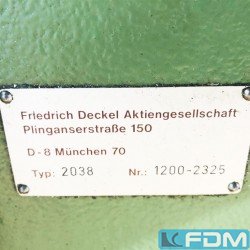 Friedrich Deckel Aktiengesellschaft
Plinganserstraße 150
D-8 München 70
Typ: 2038 Nr.: 1200-2325
FDM